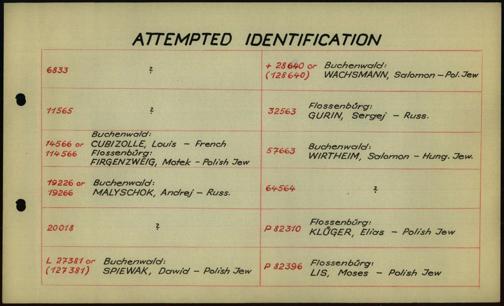 ATTEMPTED IDENTIFICATION
6833 ?
11565 ?
14566 or Buchenwald:
114566 CUBIZOLLE, Louis – French
Flossenbürg:
FIRGENZWEIG, Motek – Polish Jew
19226 or Buchenwald:
19266 MALYSCHOK, Andrej – Russ.
20018 ?
L 27381 or Buchenwald:
(127381) SPIEWAK, Dawid – Polish Jew
+ 28640 or Buchenwald:
(128640) WACHSMANN, Salomon – Pol. Jew
32563 Flossenbürg:
GURIN, Sergej – Russ.
57663 Buchenwald:
WIRTHEIM, Salomon – Hung. Jew.
64564 ?
P 82310 Flossenbürg:
KLÜGER, Elias – Polish Jew
P 82396 Flossenbürg:
LIS, Moses – Polish Jew